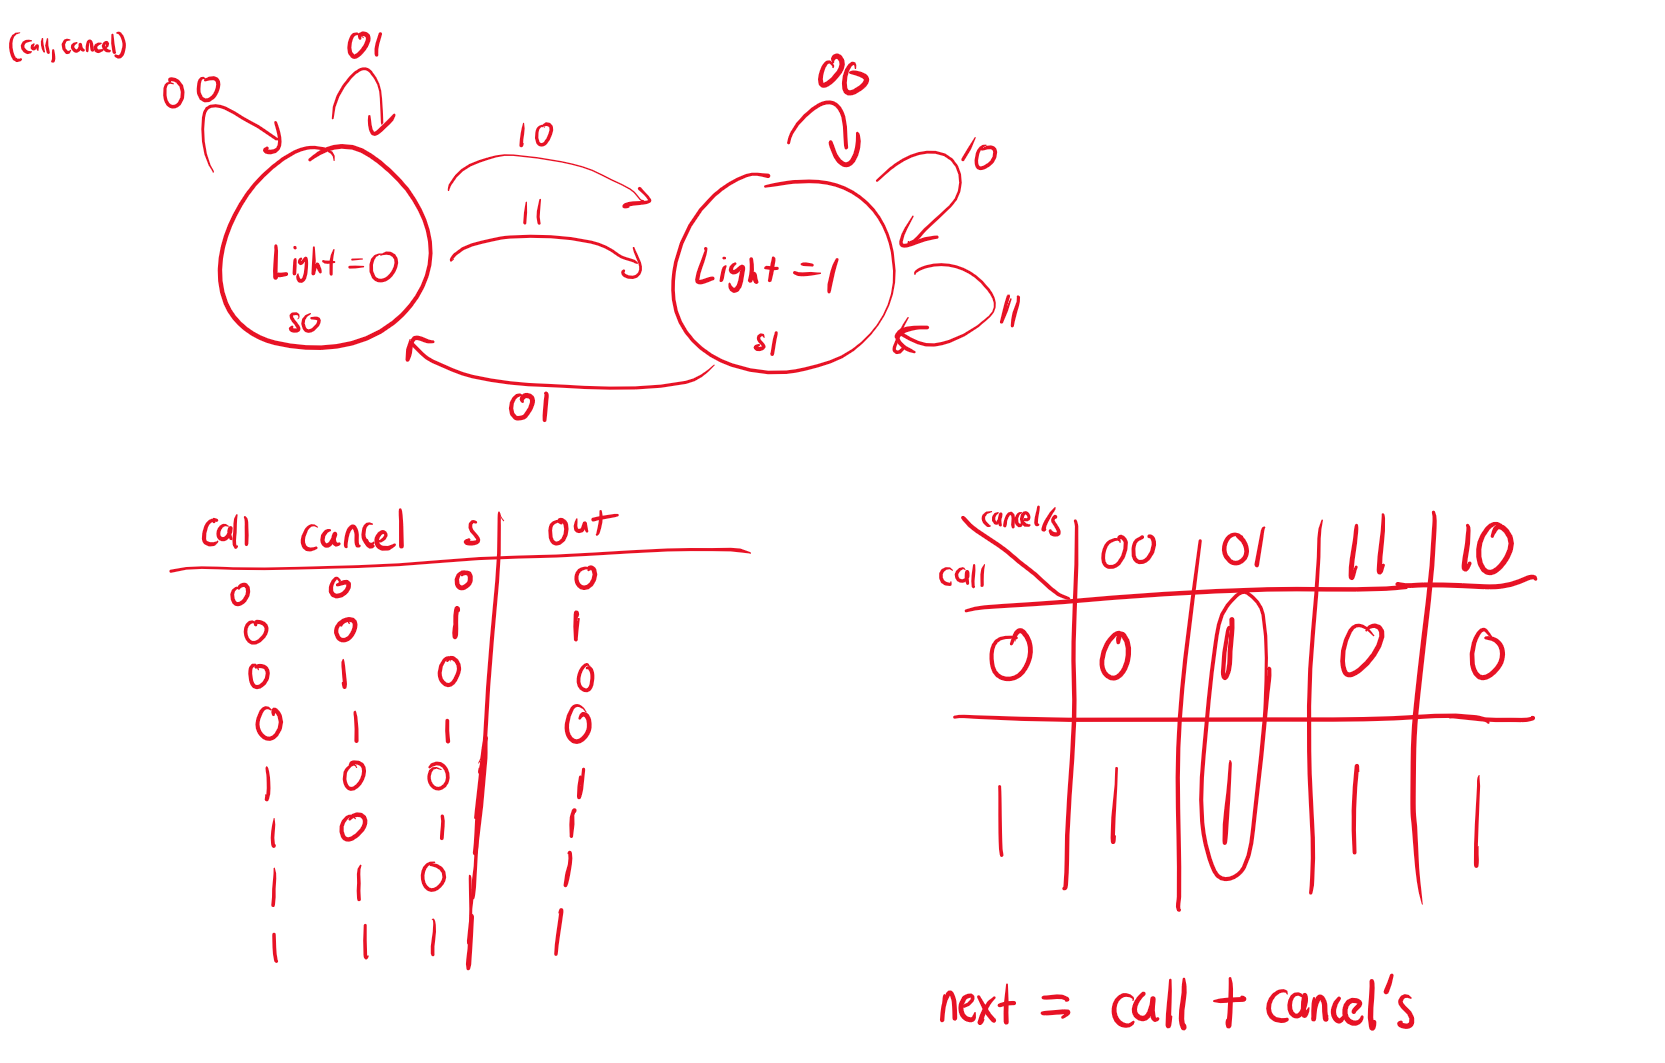 (call, cancel)
01
00
00
10
10
11
Light = 0
s0
Light = 1
s1
11
01
call cancel s out
0 0 0 0
0 0 1 1
0 1 0 0
0 1 1 0
1 0 0 1
1 0 1 1
1 1 0 1
1 1 1 1
cancel/s 00 01 11 10
call
0 0 1 0 0
1 1 1 1 1
next = call + cancel's